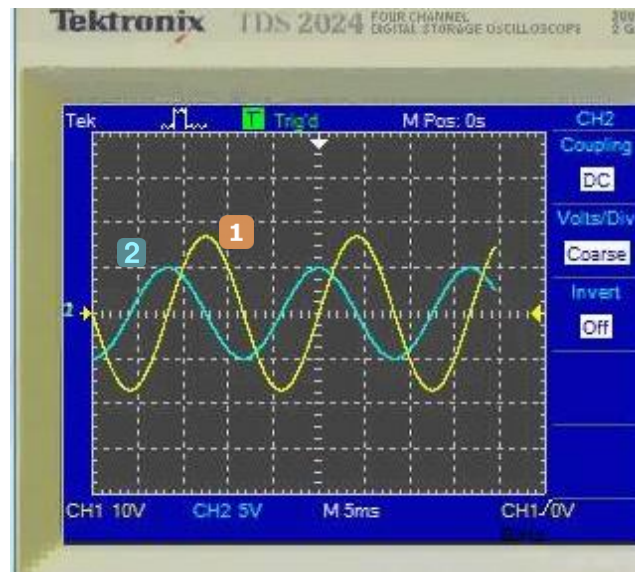 Tektronix TDS 2024 FOUR CHANNEL
DIGITAL STORAGE OSCILLOSCOPE
Tek T Trig'd M Pos: 0s CH2
Coupling
DC
Volts/Div
Coarse
Invert
Off
2
1
CH1 10V CH2 5V M 5ms CH1/0V